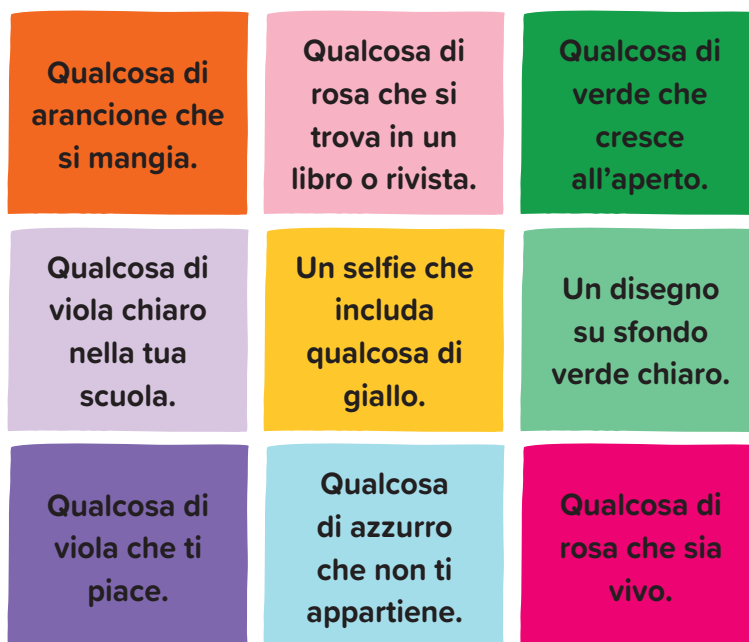 Qualcosa di
arancione che
si mangia.
Qualcosa di
rosa che si
trova in un
libro o rivista.
Qualcosa di
verde che
cresce
all’aperto.
Qualcosa di
viola chiaro
nella tua
scuola.
Un selfie che
includa
qualcosa di
giallo.
Un disegno
su sfondo
verde chiaro.
Qualcosa di
viola che ti
piace.
Qualcosa
di azzurro
che non ti
appartiene.
Qualcosa di
rosa che sia
vivo.